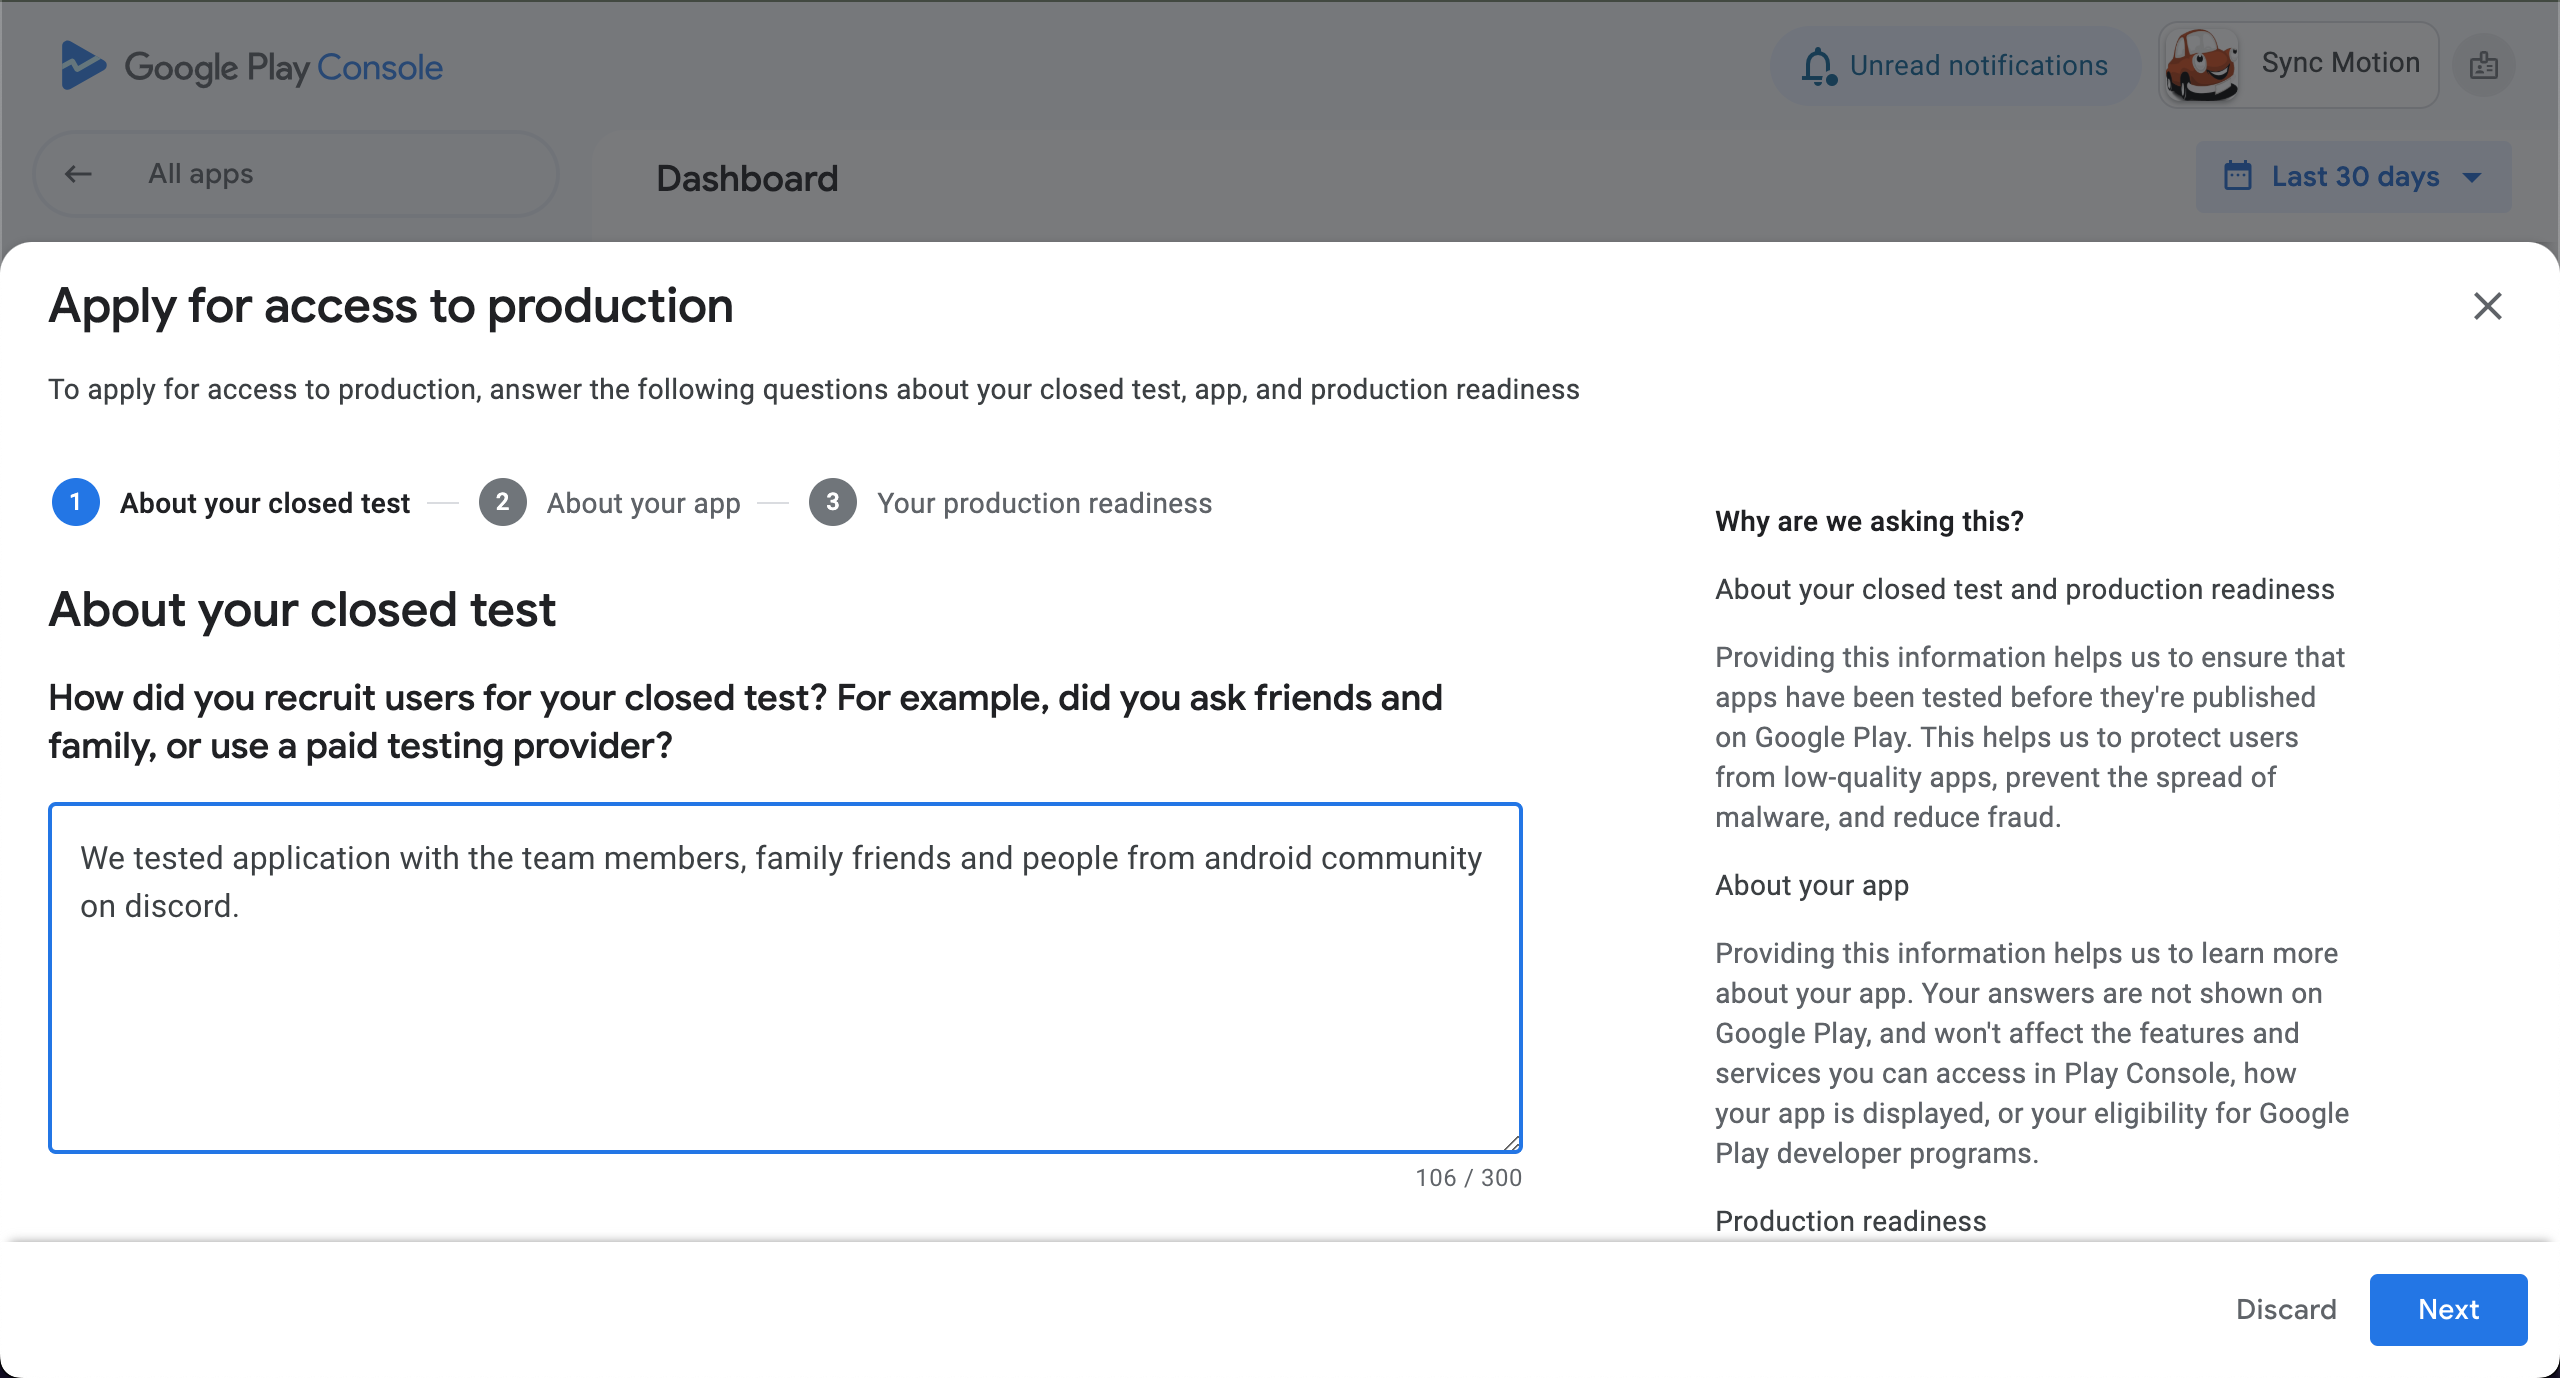 Google Play Console
Unread notifications
Sync Motion
All apps
Dashboard
Last 30 days
Apply for access to production
To apply for access to production, answer the following questions about your closed test, app, and production readiness
1 About your closed test
2 About your app
3 Your production readiness
About your closed test
How did you recruit users for your closed test? For example, did you ask friends and
family, or use a paid testing provider?
We tested application with the team members, family friends and people from android community
on discord.
106 / 300
Why are we asking this?
About your closed test and production readiness
Providing this information helps us to ensure that
apps have been tested before they're published
on Google Play. This helps us to protect users
from low-quality apps, prevent the spread of
malware, and reduce fraud.
About your app
Providing this information helps us to learn more
about your app. Your answers are not shown on
Google Play, and won't affect the features and
services you can access in Play Console, how
your app is displayed, or your eligibility for Google
Play developer programs.
Production readiness
Discard
Next